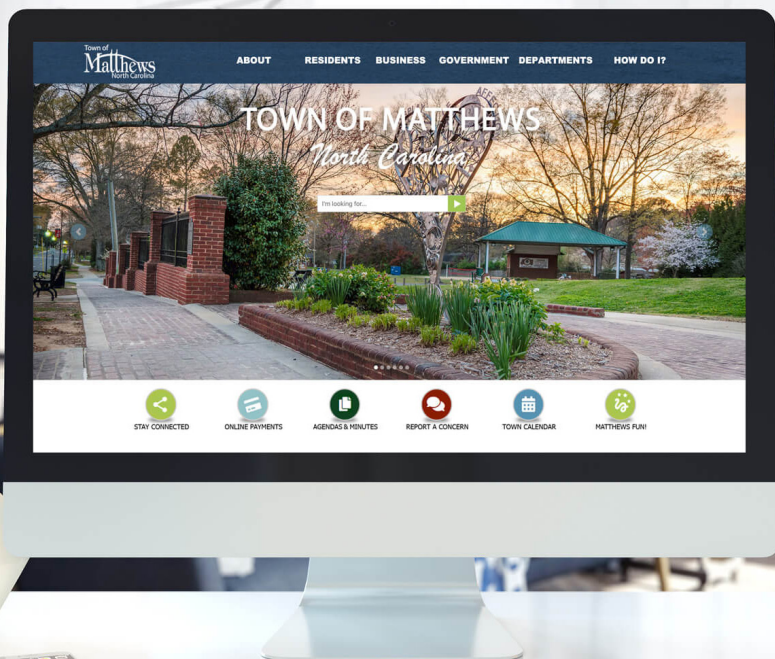 Town of
Matthews
North Carolina
ABOUT RESIDENTS BUSINESS GOVERNMENT DEPARTMENTS HOW DO I?
TOWN OF MATTHEWS
North Carolina
I'm looking for...
STAY CONNECTED ONLINE PAYMENTS AGENDAS & MINUTES REPORT A CONCERN TOWN CALENDAR MATTHEWS FUN!